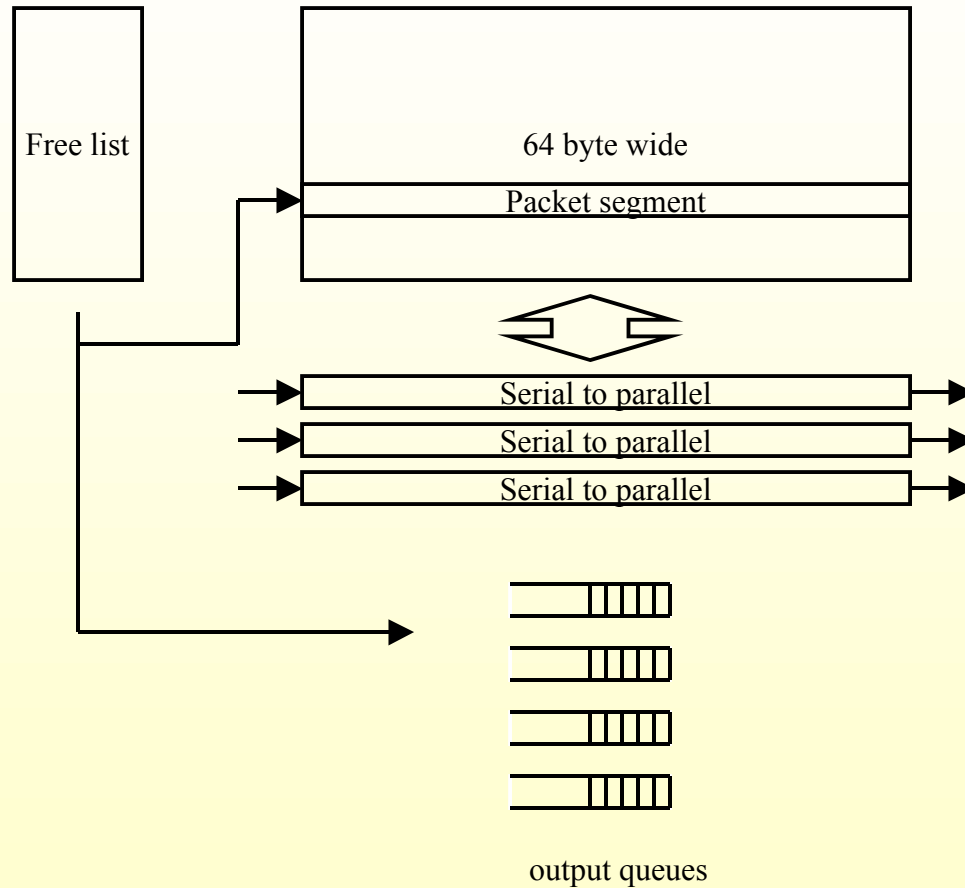 Free list
64 byte wide
Packet segment
Serial to parallel
Serial to parallel
Serial to parallel
output queues